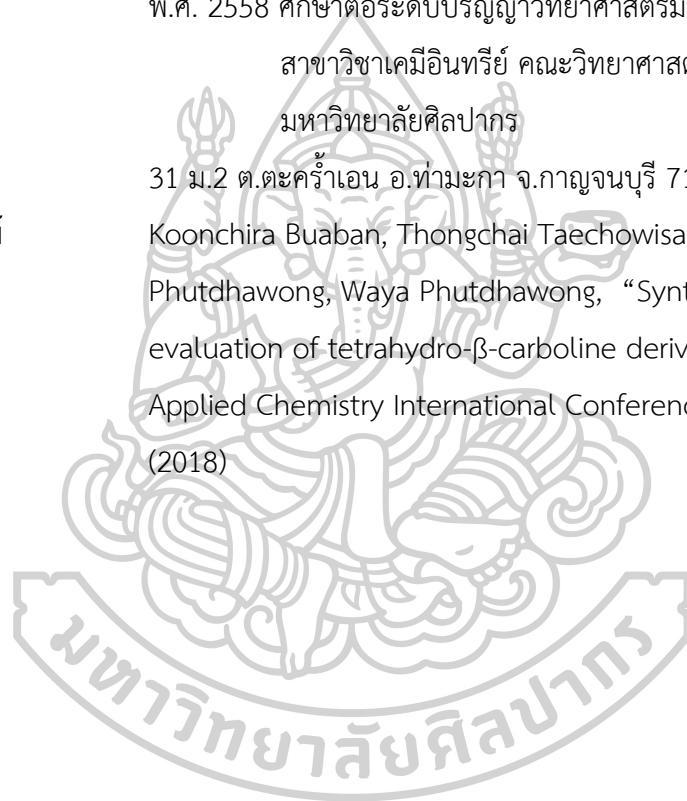 พ.ศ. 2558 ศึกษาต่อระดับปริญญาวิทยาศาสตรม
สาขาวิชาเคมีอินทรีย์ คณะวิทยาศาสต
มหาวิทยาลัยศิลปากร
31 ม.2 ต.ตะคร้ำเอน อ.ท่ามะกา จ.กาญจนบุรี 71
Koonchira Buaban, Thongchai Taechowisa
Phutdhawong, Waya Phutdhawong, “Synt
evaluation of tetrahydro-β-carboline deriv
Applied Chemistry International Conferenc
(2018)
มหาวิทยาลัยศิลปากร